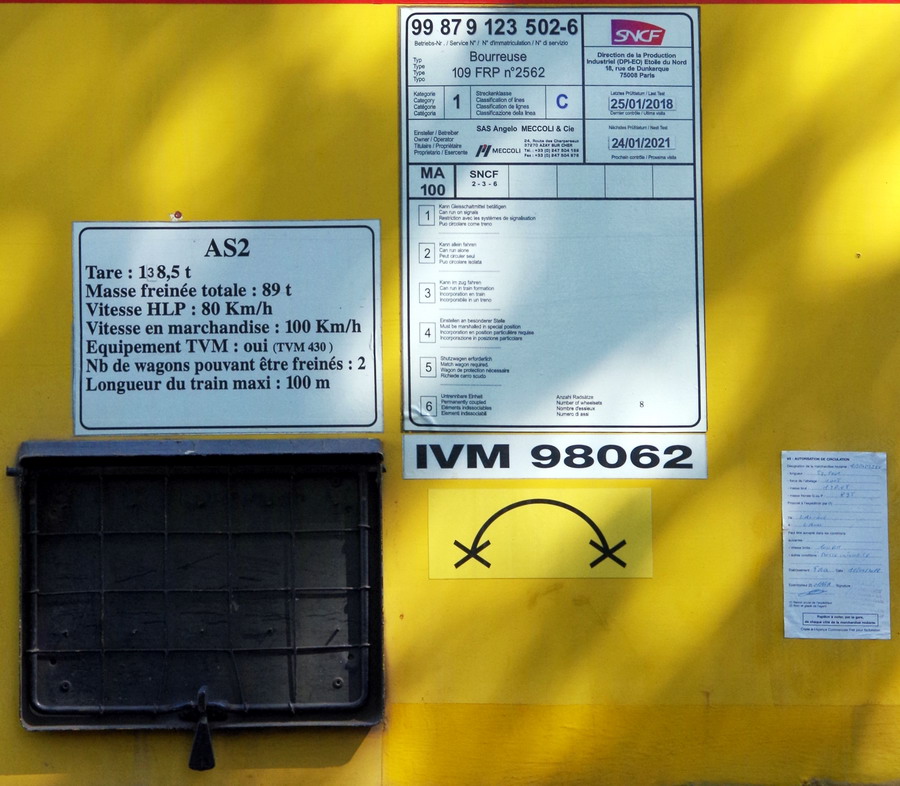 99 87 9 123 502-6
Betriebs-Nr. / Service N° / N° d'immatriculation / N° di servizio
Typ
Type
Type
Tipo
Bourreuse
109 FRP n°2562
SNCF
Direction de la Production
Industriel (DPI-EO) Etoile du Nord
18, rue de Dunkerque
75008 Paris
Kategorie
Category
Catégorie
Categoria
1
Streckenklasse
Classification of lines
Classification de lignes
Classificazione della linea
C
Letztes Prüfdatum / Last Test
25/01/2018
Dernier contrôle / Ultima visita
Einsteller / Betreiber
Owner / Operator
Titulaire / Propriétaire
Proprietario / Esercente
SAS Angelo MECCOLI & Cie
MECCOLI
Nächstes Prüfdatum / Next Test
24/01/2021
Prochain contrôle / Prossima visita
MA
100
SNCF
2 - 3 - 6
1
Kann Gleisschaltmittel betätigen
Can run on signals
Restriction avec les systèmes de signalisation
Puo circolare come treno
2
Kann allein fahren
Can run alone
Peut circuler seul
Puo circolare isolata
3
Kann im zug fahren
Can run in train formation
Incorporation en train
Incorporabile in un treno
4
Einstellen an besonderer Stelle
Must be marshalled in special position
Incorporation en position particulière requise
Incorporazione in posizione particolare
5
Schutzwagen erforderlich
Match wagon required
Wagon de protection nécessaire
Richiede carro scudo
6
Untrennbare Einheit
Permanently coupled
Eléments indissociables
Element indissociabili
Anzahl Radsätze
Number of wheelsets
Nombre d'essieux
Numero di assi
8
AS2
Tare : 138,5 t
Masse freinée totale : 89 t
Vitesse HLP : 80 Km/h
Vitesse en marchandise : 100 Km/h
Equipement TVM : oui (TVM 430 )
Nb de wagons pouvant être freinés : 2
Longueur du train maxi : 100 m
IVM 98062
AUTORISATION DE CIRCULATION